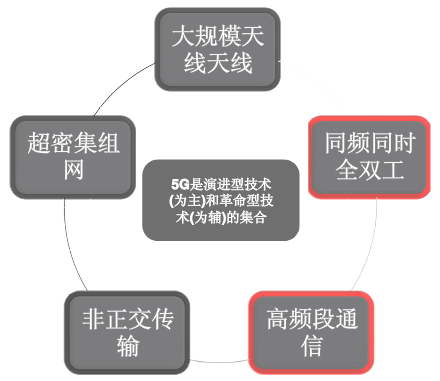 大规模天
线天线
超密集组
网
同频同时
全双工
5G是演进型技术
(为主)和革命型技
术(为辅)的集合
非正交传
输
高频段通
信